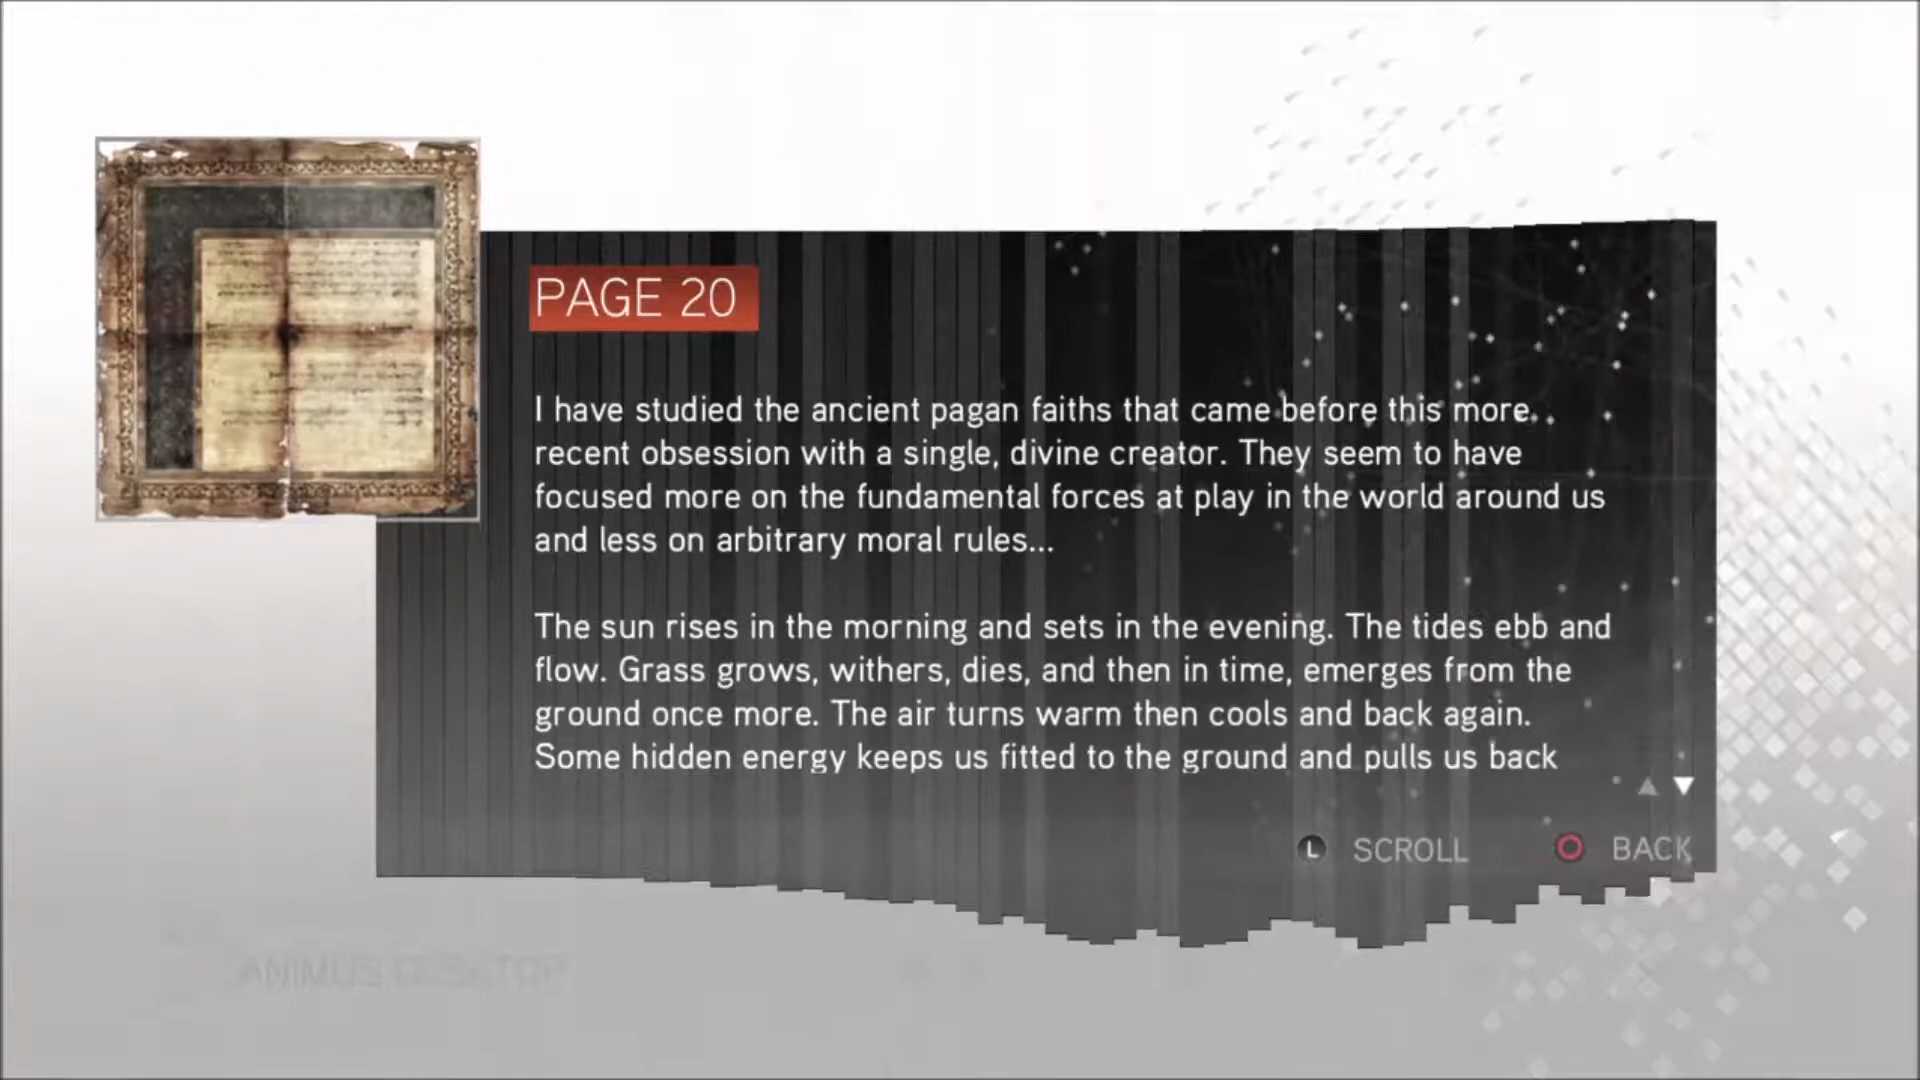 PAGE 20
I have studied the ancient pagan faiths that came before this more
recent obsession with a single, divine creator. They seem to have
focused more on the fundamental forces at play in the world around us
and less on arbitrary moral rules...
The sun rises in the morning and sets in the evening. The tides ebb and
flow. Grass grows, withers, dies, and then in time, emerges from the
ground once more. The air turns warm then cools and back again.
Some hidden energy keeps us fitted to the ground and pulls us back
L SCROLL BACK
ANIMUS DESKTOP